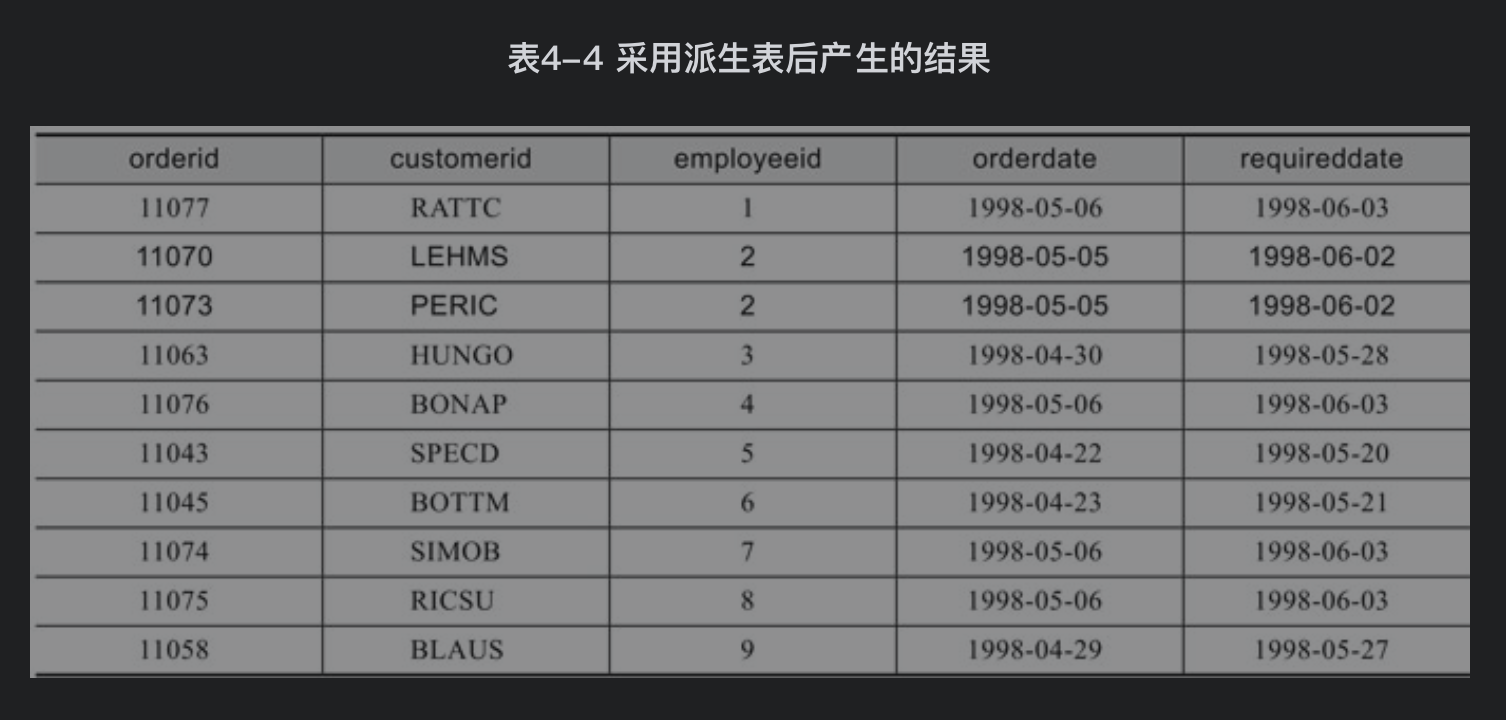 表4-4 采用派生表后产生的结果
orderid customerid employeeid orderdate requireddate
11077 RATTC 1 1998-05-06 1998-06-03
11070 LEHMS 2 1998-05-05 1998-06-02
11073 PERIC 2 1998-05-05 1998-06-02
11063 HUNGO 3 1998-04-30 1998-05-28
11076 BONAP 4 1998-05-06 1998-06-03
11043 SPECD 5 1998-04-22 1998-05-20
11045 BOTTM 6 1998-04-23 1998-05-21
11074 SIMOB 7 1998-05-06 1998-06-03
11075 RICSU 8 1998-05-06 1998-06-03
11058 BLAUS 9 1998-04-29 1998-05-27